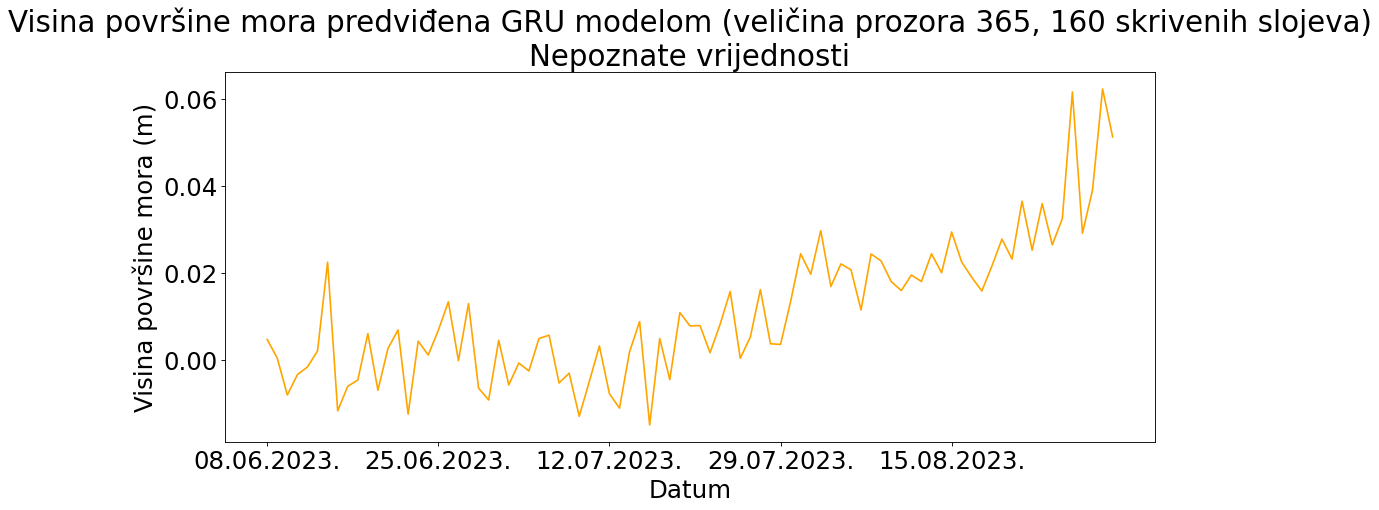 Visina površine mora predviđena GRU modelom (veličina prozora 365, 160 skrivenih slojeva)
Nepoznate vrijednosti
Visina površine mora (m)
0.06
0.04
0.02
0.00
08.06.2023. 25.06.2023. 12.07.2023. 29.07.2023. 15.08.2023.
Datum